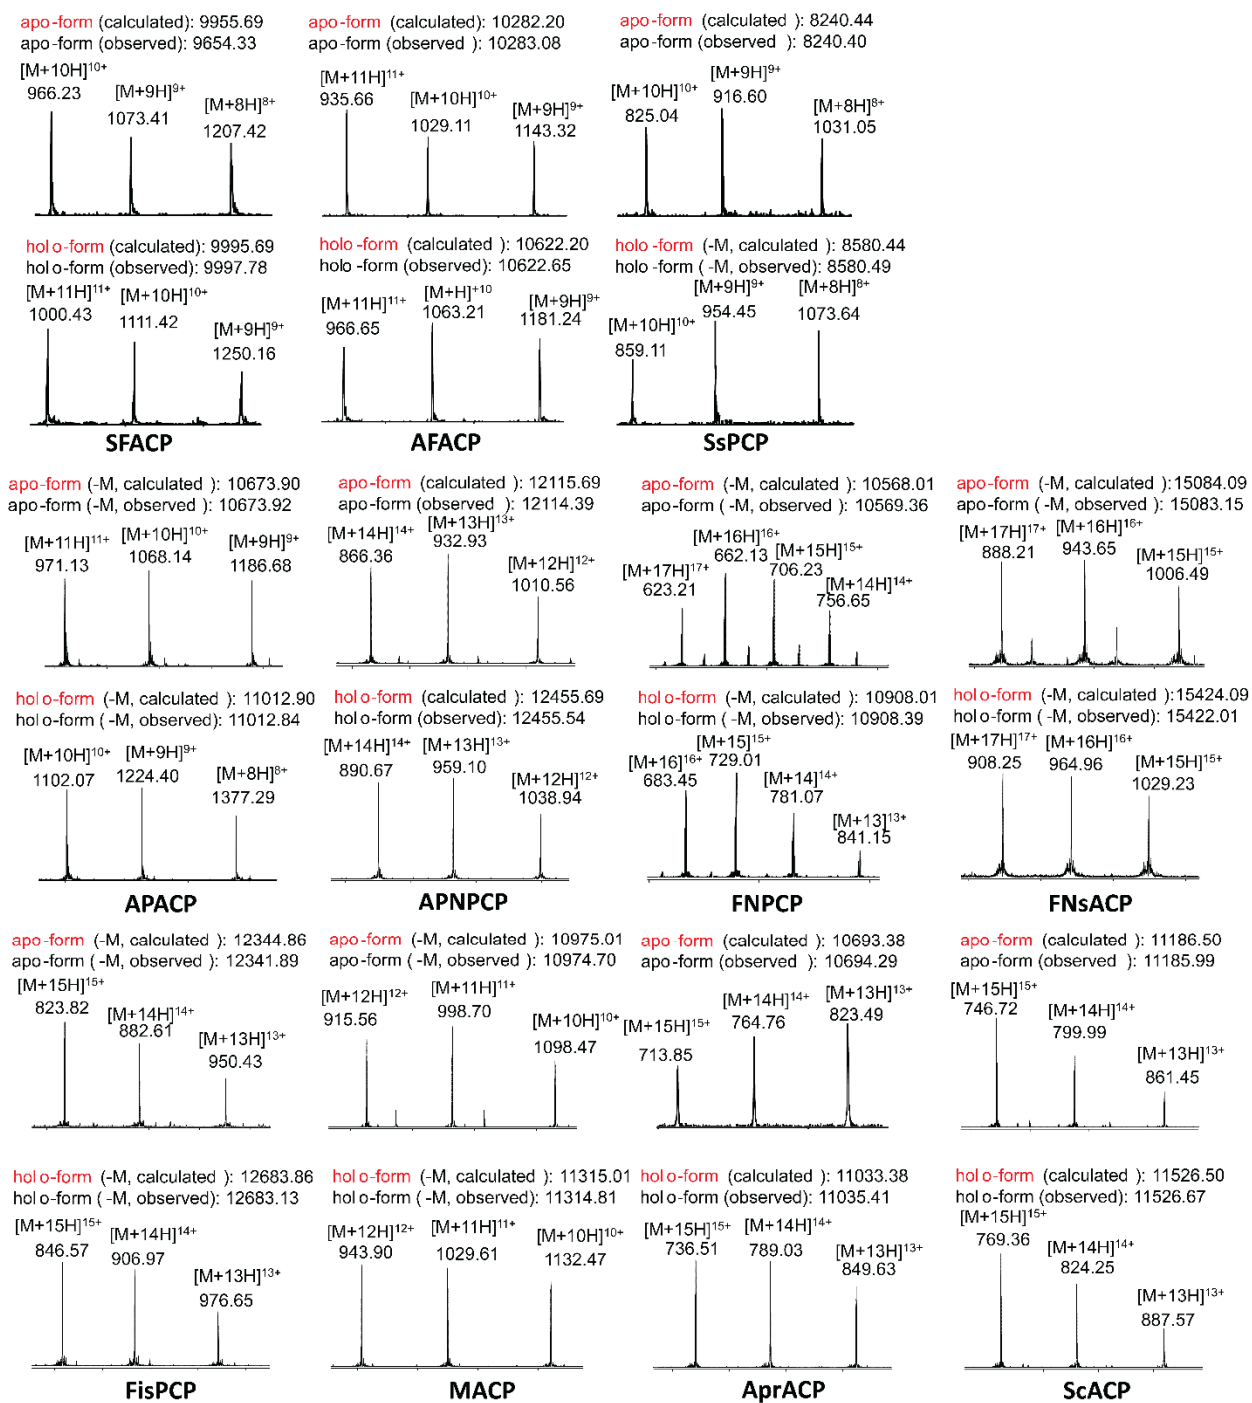 apo-form (calculated): 9955.69
apo-form (observed): 9654.33
[M+10H]10+
966.23
[M+9H]9+
1073.41
[M+8H]8+
1207.42
apo-form (calculated): 10282.20
apo-form (observed): 10283.08
[M+11H]11+
935.66
[M+10H]10+
1029.11
[M+9H]9+
1143.32
apo-form (calculated): 8240.44
apo-form (observed ): 8240.40
[M+10H]10+
825.04
[M+9H]9+
916.60
[M+8H]8+
1031.05
holo-form (calculated): 9995.69
holo-form (observed): 9997.78
[M+11H]11+
1000.43
[M+10H]10+
1111.42
[M+9H]9+
1250.16
SFACP
holo-form (calculated ): 10622.20
holo-form (observed): 10622.65
[M+11H]11+
966.65
[M+H]+10
1063.21
[M+9H]9+
1181.24
AFACP
holo-form (-M, calculated ): 8580.44
holo-form (-M, observed): 8580.49
[M+10H]10+
859.11
[M+9H]9+
954.45
[M+8H]8+
1073.64
SsPCP
apo-form (-M, calculated ): 10673.90
apo-form (-M, observed ): 10673.92
[M+11H]11+
971.13
[M+10H]10+
1068.14
[M+9H]9+
1186.68
apo-form (calculated ): 12115.69
apo-form (observed ): 12114.39
[M+14H]14+
866.36
[M+13H]13+
932.93
[M+12H]12+
1010.56
apo-form (-M, calculated ): 10568.01
apo-form (-M, observed ): 10569.36
[M+17H]17+
623.21
[M+16H]16+
662.13
[M+15H]15+
706.23
[M+14H]14+
756.65
apo-form (-M, calculated ):15084.09
apo-form (-M, observed ):15083.15
[M+17H]17+
888.21
[M+16H]16+
943.65
[M+15H]15+
1006.49
holo-form (-M, calculated ): 11012.90
holo-form (-M, observed): 11012.84
[M+10H]10+
1102.07
[M+9H]9+
1224.40
[M+8H]8+
1377.29
APACP
holo-form (calculated ): 12455.69
holo-form (observed): 12455.54
[M+14H]14+
890.67
[M+13H]13+
959.10
[M+12H]12+
1038.94
APNPCP
holo-form (-M, calculated ): 10908.01
holo-form (-M, observed): 10908.39
[M+16]16+
683.45
[M+15]15+
729.01
[M+14]14+
781.07
[M+13]13+
841.15
FNPCP
holo-form (-M, calculated ):15424.09
holo-form (-M, observed): 15422.01
[M+17H]17+
908.25
[M+16H]16+
964.96
[M+15H]15+
1029.23
FNsACP
apo-form (-M, calculated ): 12344.86
apo-form (-M, observed ): 12341.89
[M+15H]15+
823.82
[M+14H]14+
882.61
[M+13H]13+
950.43
apo-form (-M, calculated ): 10975.01
apo-form (-M, observed ): 10974.70
[M+12H]12+
915.56
[M+11H]11+
998.70
[M+10H]10+
1098.47
apo-form (calculated ): 10693.38
apo-form (observed ): 10694.29
[M+15H]15+
713.85
[M+14H]14+
764.76
[M+13H]13+
823.49
apo-form (calculated ): 11186.50
apo-form (observed ): 11185.99
[M+15H]15+
746.72
[M+14H]14+
799.99
[M+13H]13+
861.45
holo-form (-M, calculated ): 12683.86
holo-form (-M, observed): 12683.13
[M+15H]15+
846.57
[M+14H]14+
906.97
[M+13H]13+
976.65
FisPCP
holo-form (-M, calculated ): 11315.01
holo-form (-M, observed): 11314.81
[M+12H]12+
943.90
[M+11H]11+
1029.61
[M+10H]10+
1132.47
MACP
holo-form (calculated ): 11033.38
holo-form (observed): 11035.41
[M+15H]15+
736.51
[M+14H]14+
789.03
[M+13H]13+
849.63
AprACP
holo-form (calculated ): 11526.50
holo-form (observed): 11526.67
[M+15H]15+
769.36
[M+14H]14+
824.25
[M+13H]13+
887.57
ScACP